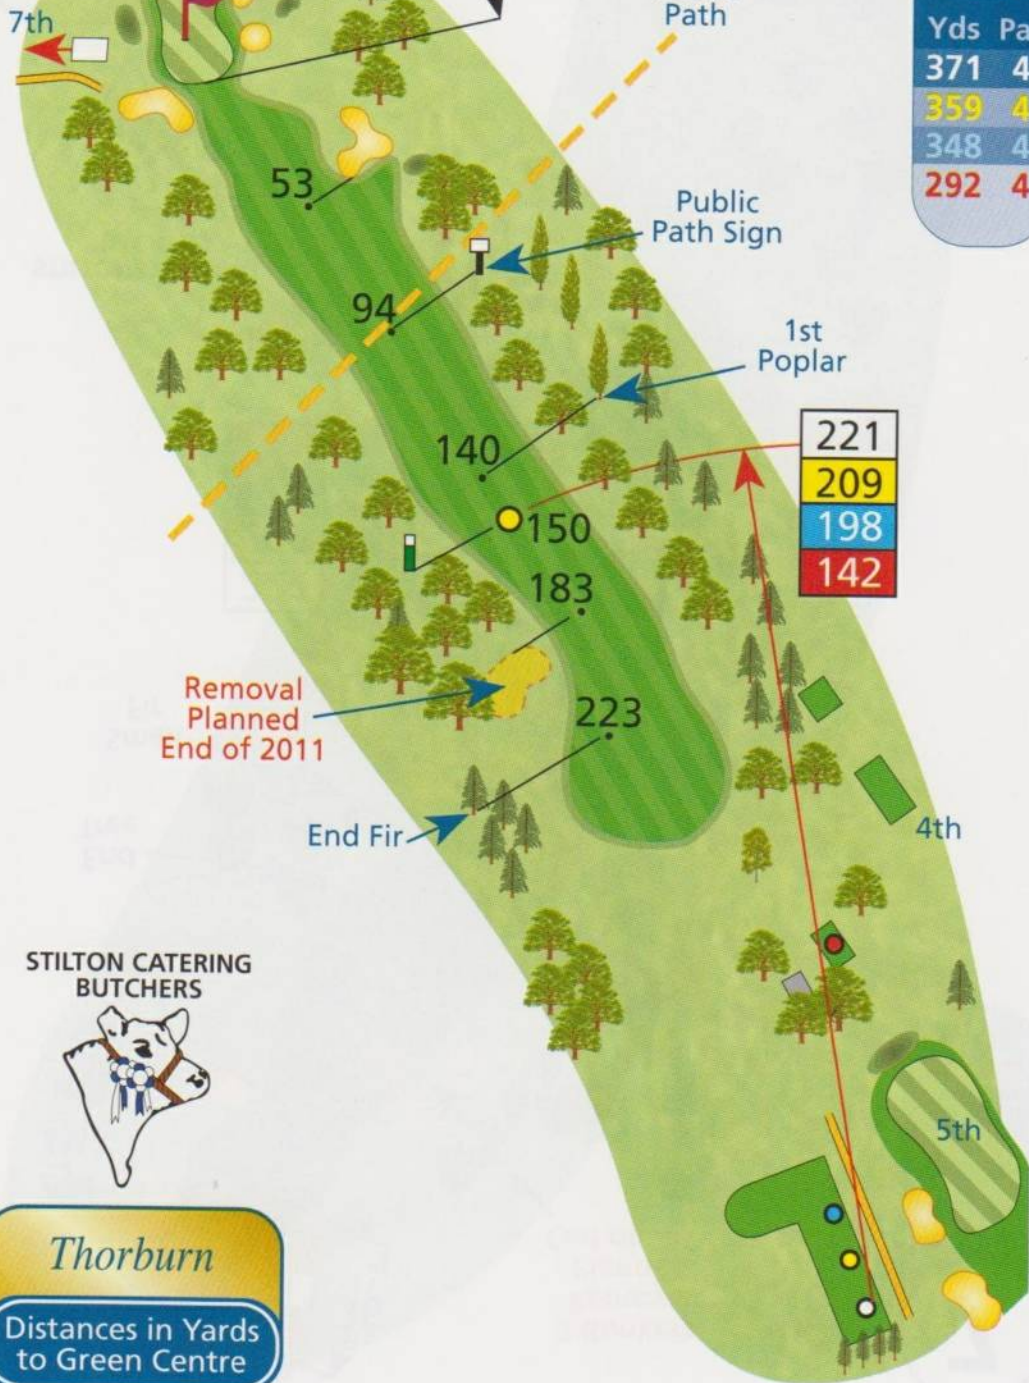 7th
Path
Yds Pa
371 4
359 4
348 4
292 4
53
Public
Path Sign
94
1st
Poplar
140
221
209
198
142
150
183
Removal
Planned
End of 2011
223
End Fir
4th
STILTON CATERING
BUTCHERS
5th
Thorburn
Distances in Yards
to Green Centre